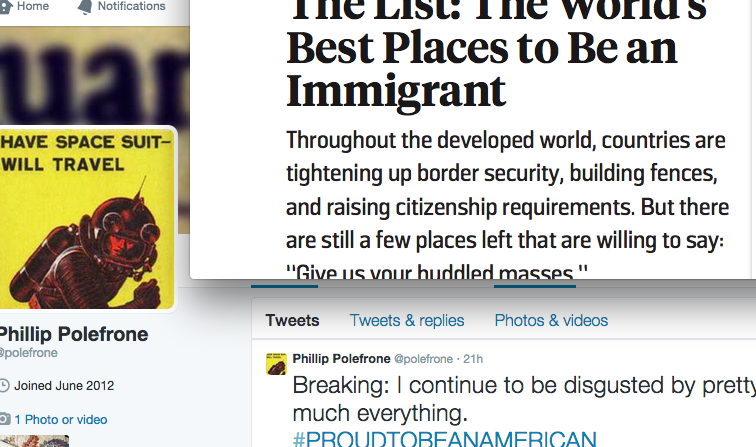 Home
Notifications
The List: The World's
Best Places to Be an
Immigrant
Throughout the developed world, countries are
tightening up border security, building fences,
and raising citizenship requirements. But there
are still a few places left that are willing to say:
"Give us your huddled masses."
HAVE SPACE SUIT—
WILL TRAVEL
Phillip Polefrone
@polefrone
Joined June 2012
1 Photo or video
Tweets
Tweets & replies
Photos & videos
Phillip Polefrone @polefrone · 21h
Breaking: I continue to be disgusted by pretty
much everything.
#PROUDTOBEANAMERICAN